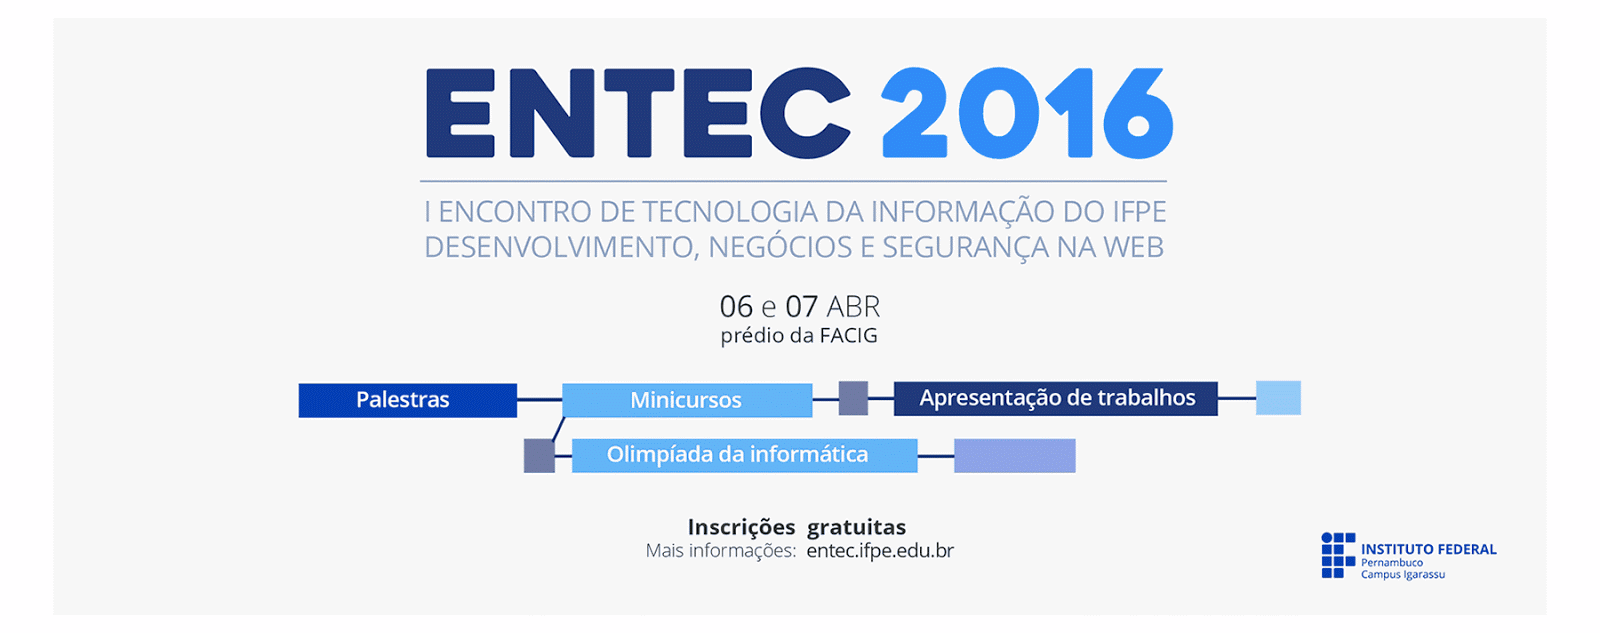 ENTEC 2016
I ENCONTRO DE TECNOLOGIA DA INFORMAÇÃO DO IFPE
DESENVOLVIMENTO, NEGÓCIOS E SEGURANÇA NA WEB
06 e 07 ABR
prédio da FACIG
Palestras
Minicursos
Apresentação de trabalhos
Olimpíada da informática
Inscrições gratuitas
Mais informações: entec.ifpe.edu.br
INSTITUTO FEDERAL
Pernambuco
Campus Igarassu